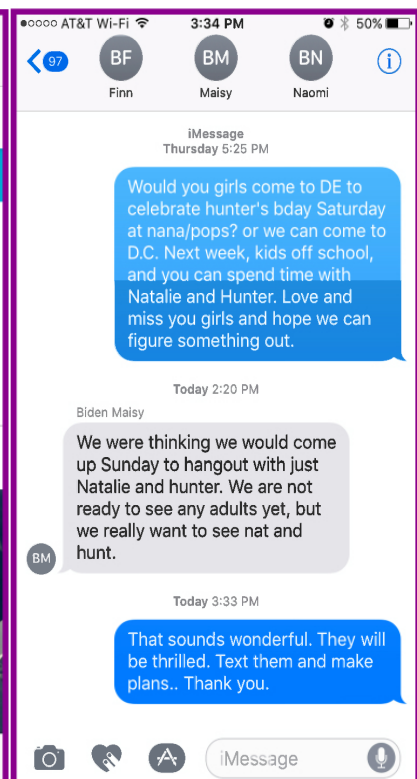 AT&T Wi-Fi 3:34 PM 50%
97
BF BM BN
Finn Maisy Naomi
i
iMessage
Thursday 5:25 PM
Would you girls come to DE to
celebrate hunter's bday Saturday
at nana/pops? or we can come to
D.C. Next week, kids off school,
and you can spend time with
Natalie and Hunter. Love and
miss you girls and hope we can
figure something out.
Today 2:20 PM
Biden Maisy
We were thinking we would come
up Sunday to hangout with just
Natalie and hunter. We are not
ready to see any adults yet, but
we really want to see nat and
hunt.
BM
Today 3:33 PM
That sounds wonderful. They will
be thrilled. Text them and make
plans.. Thank you.
iMessage